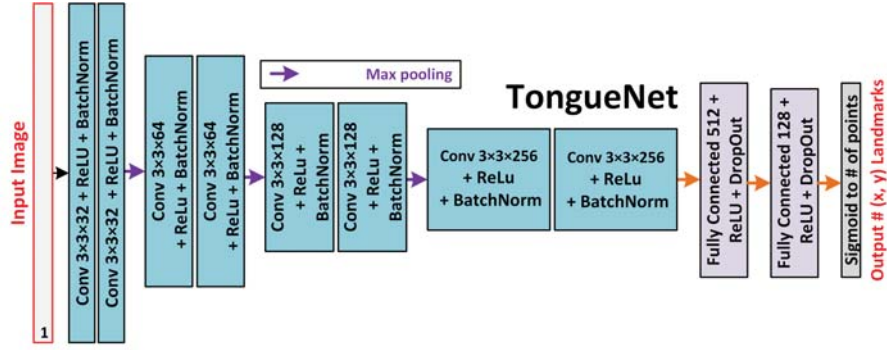 Input Image
1
Conv 3×3×32 + ReLU + BatchNorm
Conv 3×3×32 + ReLU + BatchNorm
Conv 3×3×64
+ ReLu + BatchNorm
Conv 3×3×64
+ ReLu + BatchNorm
Max pooling
Conv 3×3×128
+ ReLu +
BatchNorm
Conv 3×3×128
+ ReLu +
BatchNorm
TongueNet
Conv 3×3×256
+ ReLu
+ BatchNorm
Conv 3×3×256
+ ReLu
+ BatchNorm
Fully Connected 512 +
ReLU + DropOut
Fully Connected 128 +
ReLU + DropOut
Sigmoid to # of points
Output # (x, y) Landmarks